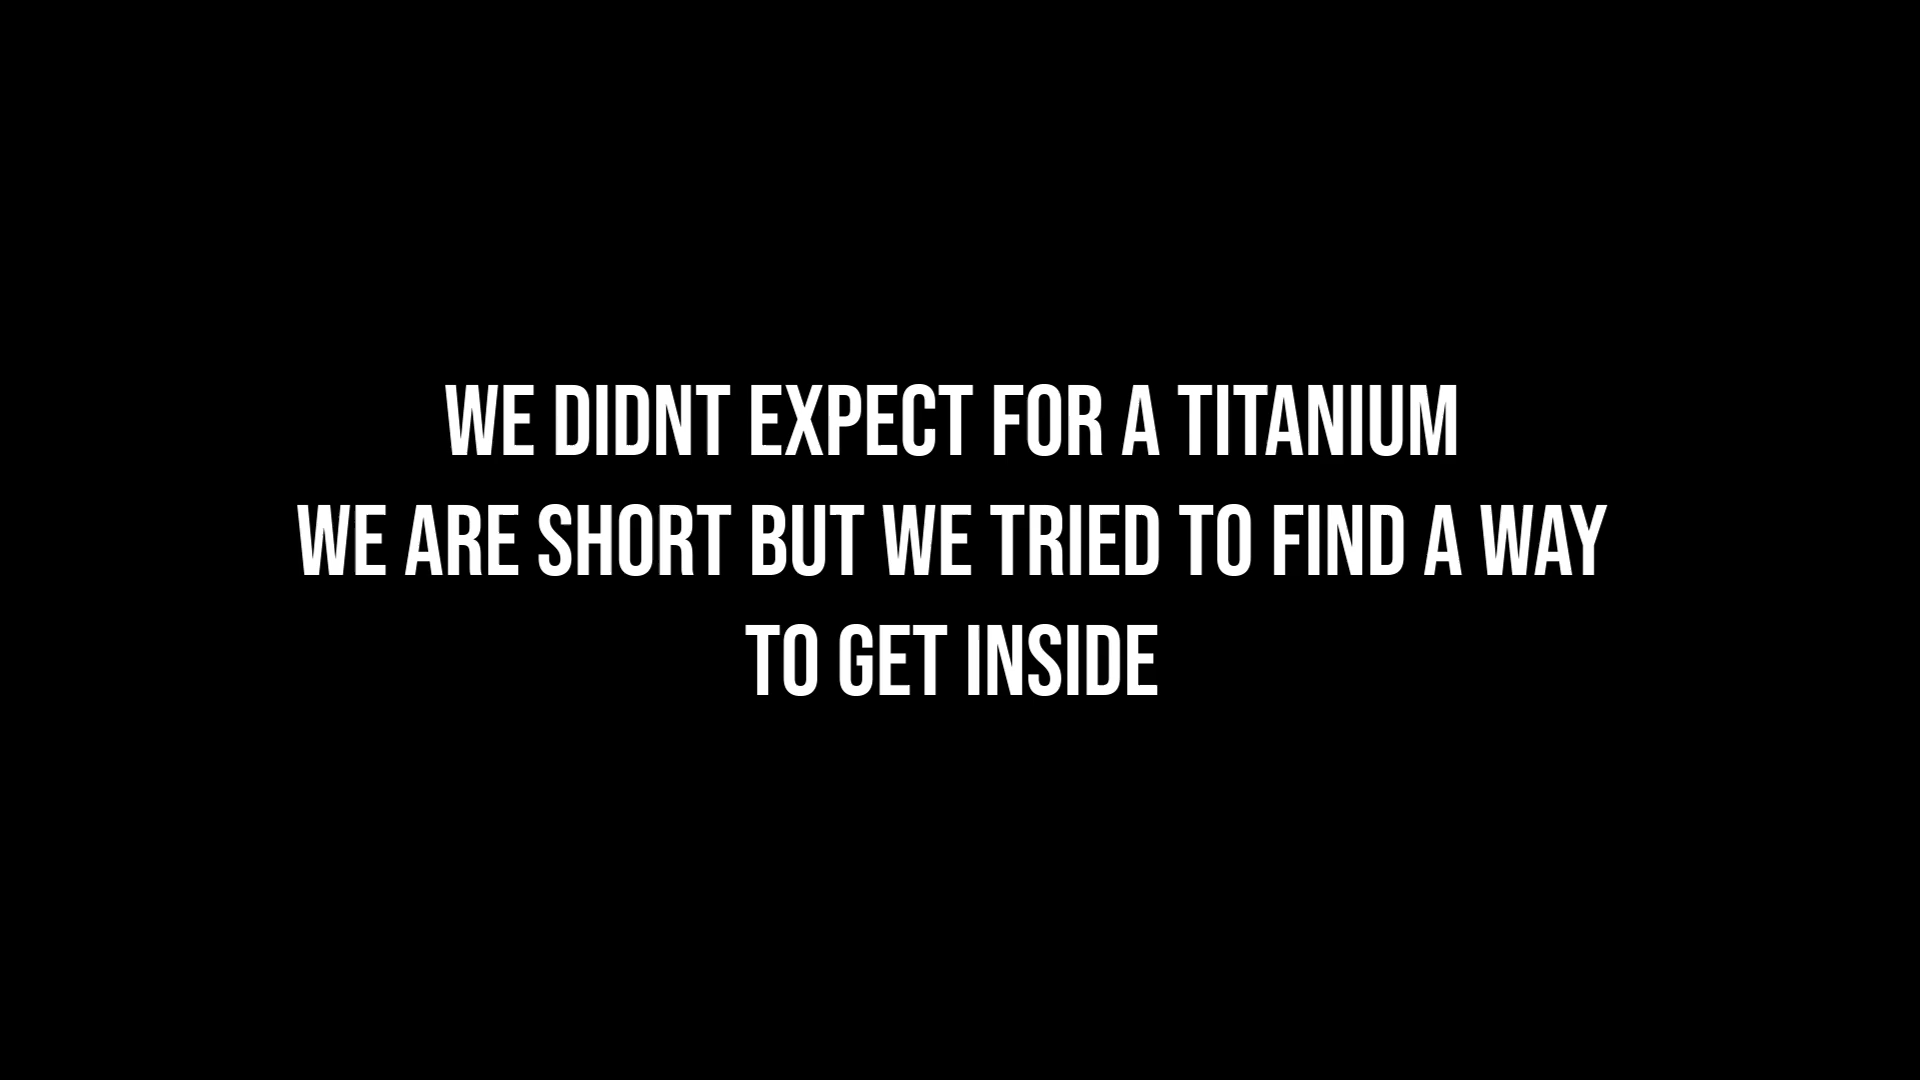 WE DIDNT EXPECT FOR A TITANIUM
WE ARE SHORT BUT WE TRIED TO FIND A WAY
TO GET INSIDE